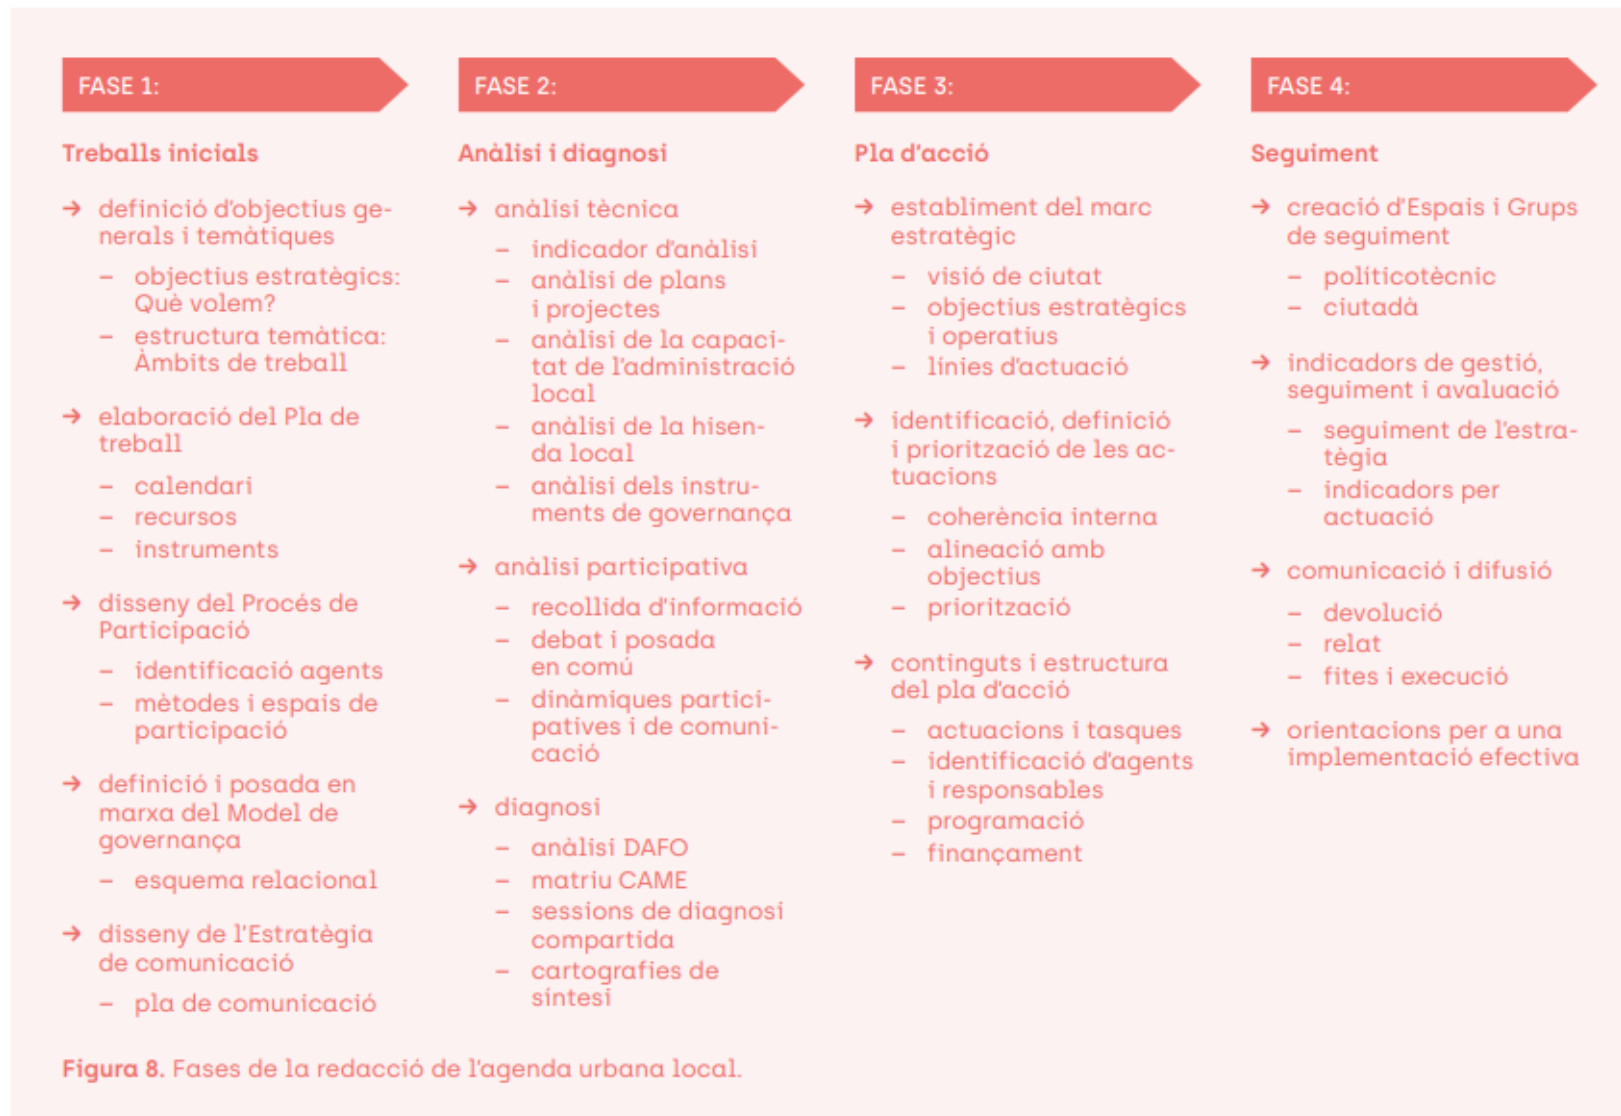 FASE 1:
Treballs inicials
→ definició d'objectius ge-
nerals i temàtiques
– objectius estratègics:
Què volem?
– estructura temàtica:
Àmbits de treball
→ elaboració del Pla de
treball
– calendari
– recursos
– instruments
→ disseny del Procés de
Participació
– identificació agents
– mètodes i espais de
participació
→ definició i posada en
marxa del Model de
governança
– esquema relacional
→ disseny de l'Estratègia
de comunicació
– pla de comunicació
FASE 2:
Anàlisi i diagnosi
→ anàlisi tècnica
– indicador d'anàlisi
– anàlisi de plans
i projectes
– anàlisi de la capaci-
tat de l'administració
local
– anàlisi de la hisen-
da local
– anàlisi dels instru-
ments de governança
→ anàlisi participativa
– recollida d'informació
– debat i posada
en comú
– dinàmiques partici-
patives i de comuni-
cació
→ diagnosi
– anàlisi DAFO
– matriu CAME
– sessions de diagnosi
compartida
– cartografies de
síntesi
FASE 3:
Pla d'acció
→ establiment del marc
estratègic
– visió de ciutat
– objectius estratègics
i operatius
– línies d'actuació
→ identificació, definició
i priorització de les ac-
tuacions
– coherència interna
– alineació amb
objectius
– priorització
→ continguts i estructura
del pla d'acció
– actuacions i tasques
– identificació d'agents
i responsables
– programació
– finançament
FASE 4:
Seguiment
→ creació d'Espais i Grups
de seguiment
– políticotècnic
– ciutadà
→ indicadors de gestió,
seguiment i avaluació
– seguiment de l'estra-
tègia
– indicadors per
actuació
→ comunicació i difusió
– devolució
– relat
– fites i execució
→ orientacions per a una
implementació efectiva
Figura 8. Fases de la redacció de l'agenda urbana local.